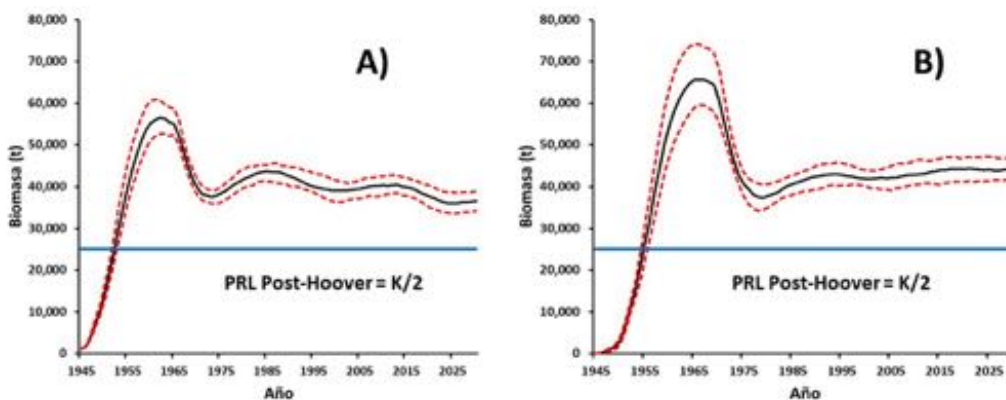 80,000
70,000
60,000
50,000
40,000
30,000
20,000
10,000
0
Biomasa (t)
A)
PRL Post-Hoover = K/2
1945 1955 1965 1975 1985 1995 2005 2015 2025
Año
80,000
70,000
60,000
50,000
40,000
30,000
20,000
10,000
0
Biomasa (t)
B)
PRL Post-Hoover = K/2
1945 1955 1965 1975 1985 1995 2005 2015 2025
Año